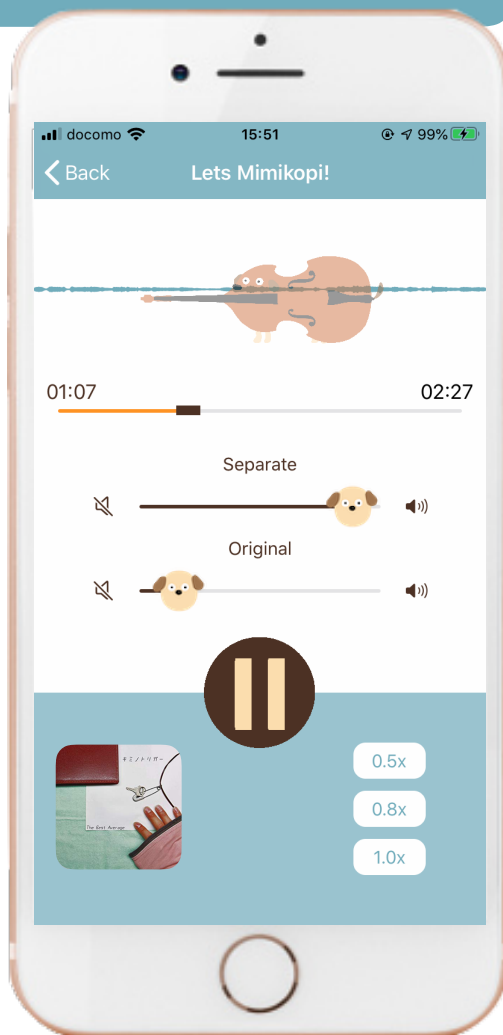 docomo 15:51 99%
Back Lets Mimikopi!
01:07 02:27
Separate
Original
0.5x
キミノトリガー
0.8x
The Best Average
1.0x